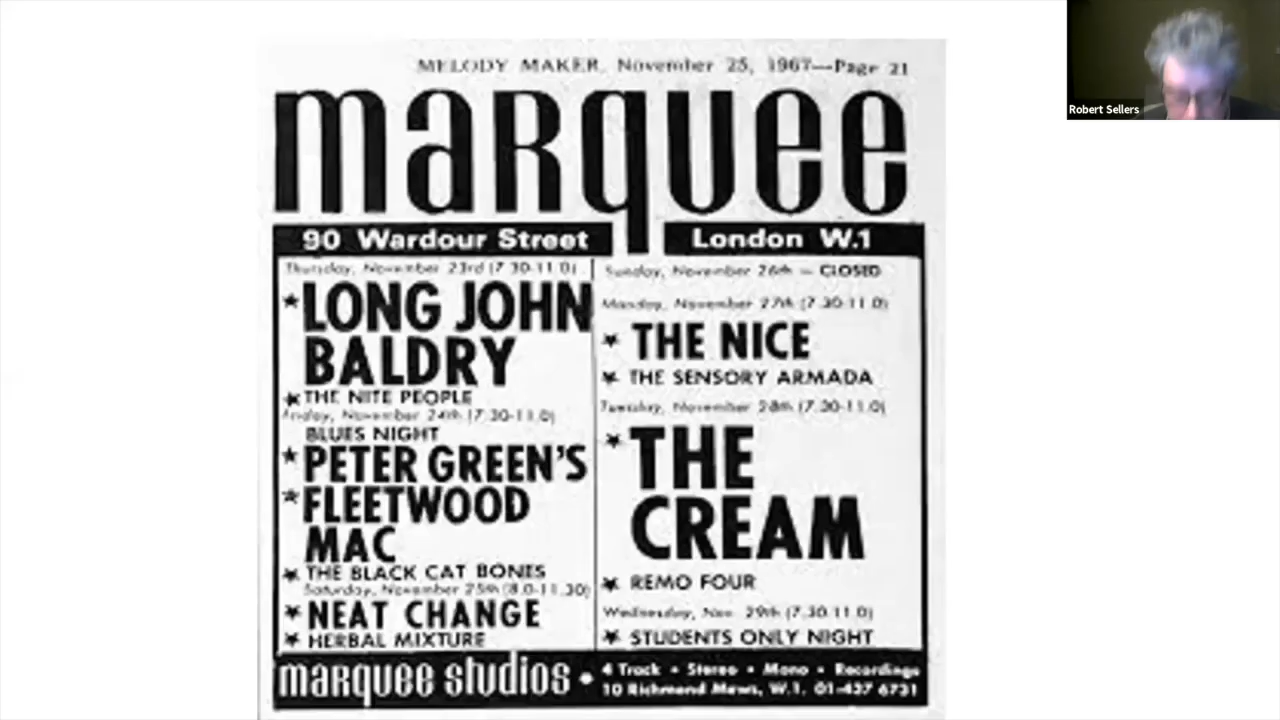 MELODY MAKER, November 25, 1967—Page 21
marquee
90 Wardour Street
London W.1
Thursday, November 23rd (7.30-11.0)
★ LONG JOHN
BALDRY
★ THE NITE PEOPLE
Friday, November 24th (7.30-11.0)
BLUES NIGHT
★ PETER GREEN'S
★ FLEETWOOD
MAC
★ THE BLACK CAT BONES
Saturday, November 25th (8.0-11.30)
★ NEAT CHANGE
★ HERBAL MIXTURE
Sunday, November 26th — CLOSED
Monday, November 27th (7.30-11.0)
★ THE NICE
★ THE SENSORY ARMADA
Tuesday, November 28th (7.30-11.0)
★ THE
CREAM
★ REMO FOUR
Wednesday, Nov. 29th (7.30-11.0)
★ STUDENTS ONLY NIGHT
marquee studios •
4 Track • Stereo • Mono • Recordings
10 Richmond Mews, W.1. 01-437 6731
Robert Sellers